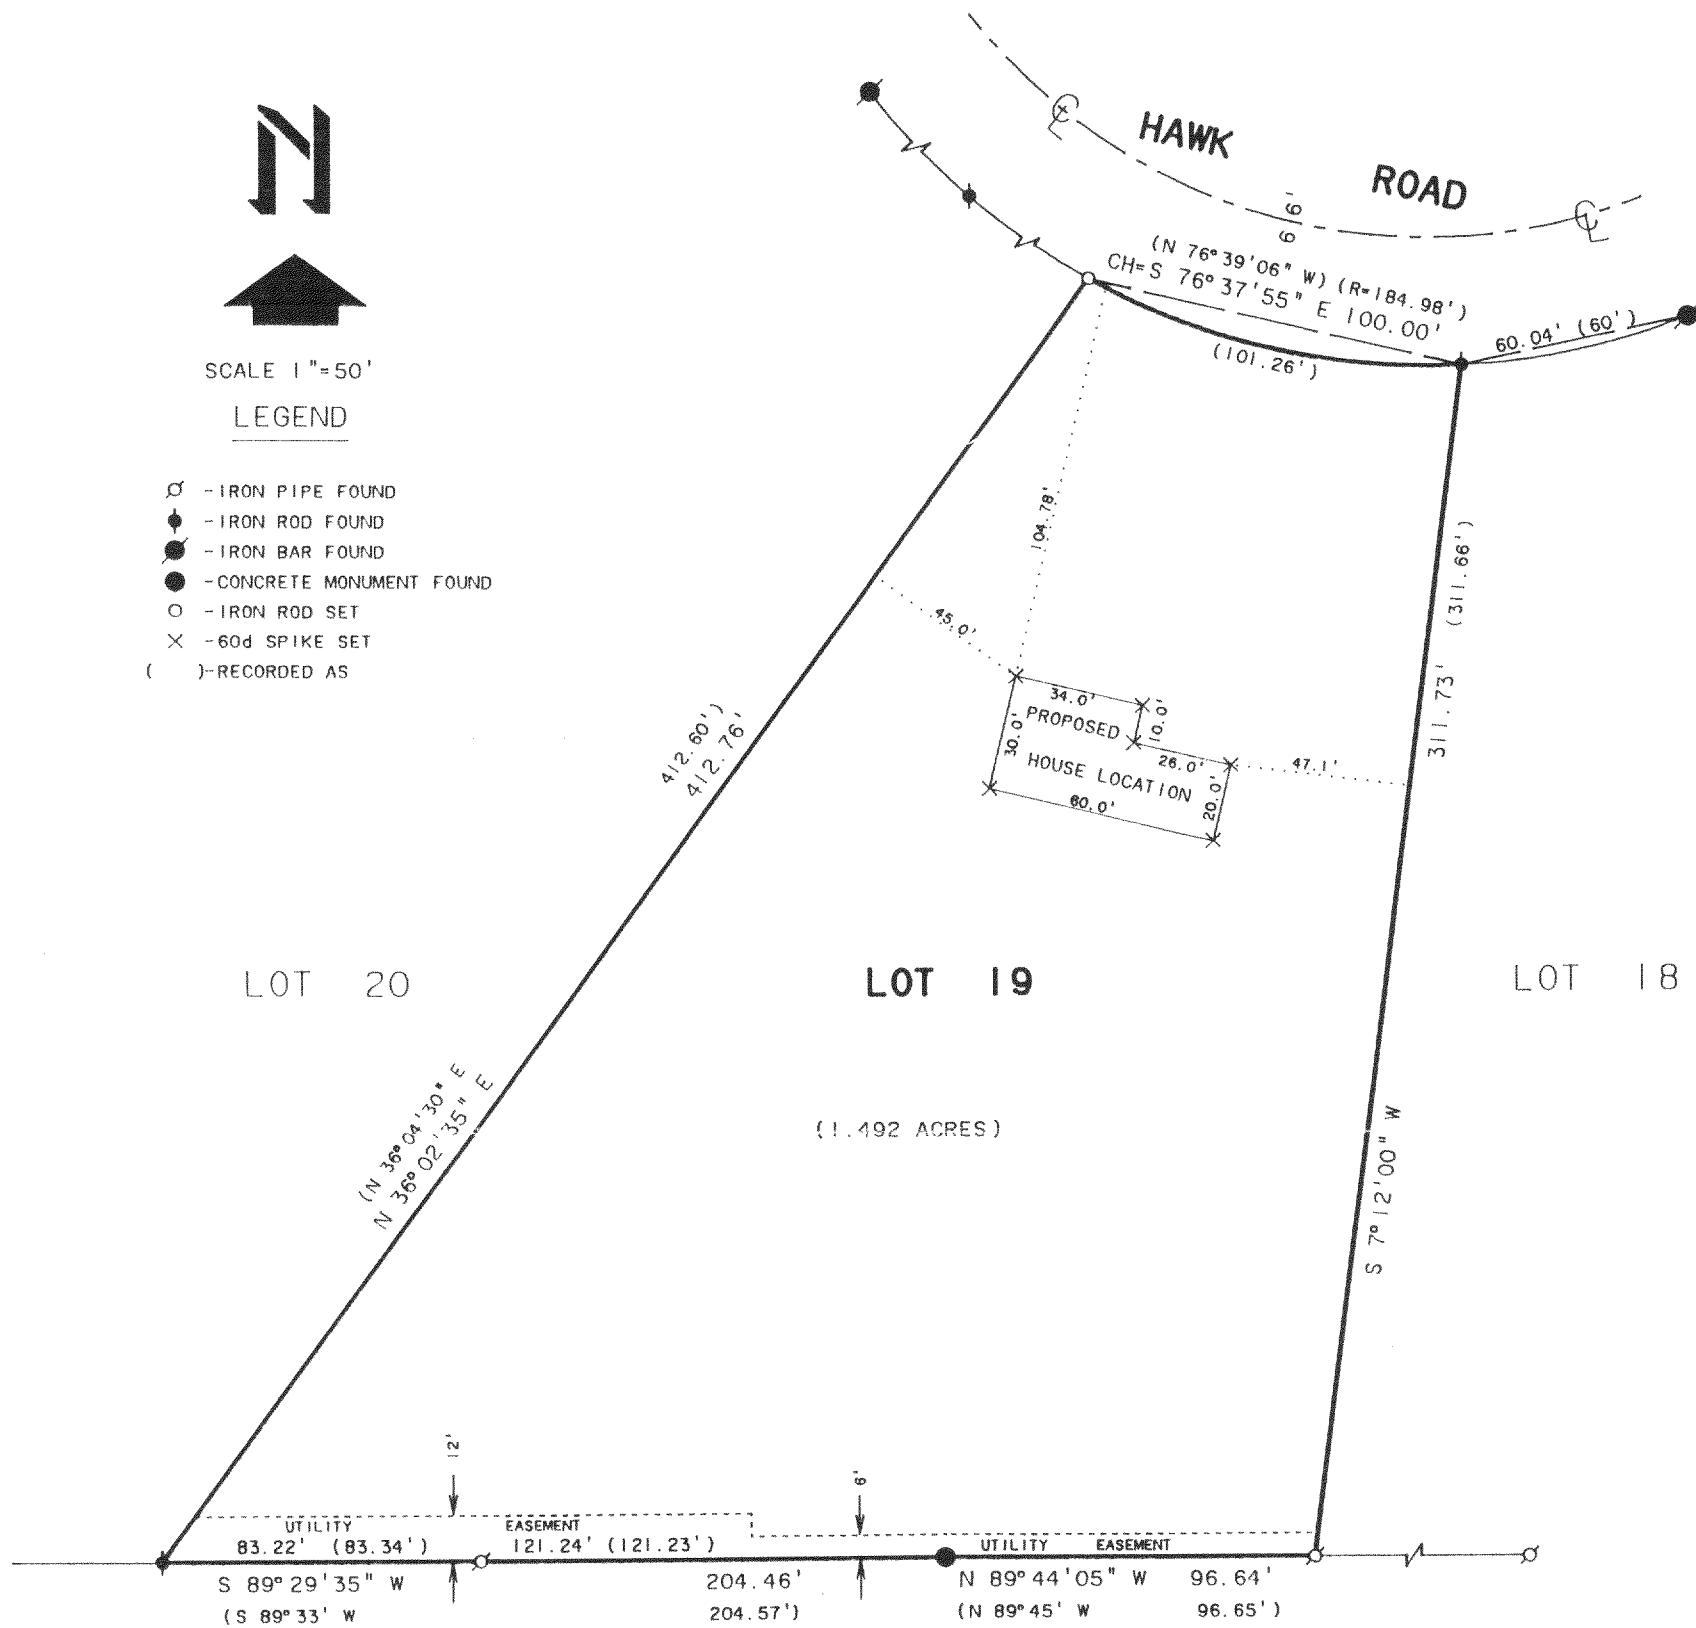 N
HAWK ROAD
66'
(N 76°39'06" W) (R=184.98')
CH=S 76°37'55" E 100.00'
(101.26')
60.04' (60')
SCALE 1"=50'
LEGEND
-IRON PIPE FOUND
-IRON ROD FOUND
-IRON BAR FOUND
-CONCRETE MONUMENT FOUND
-IRON ROD SET
-60d SPIKE SET
( )-RECORDED AS
104.78'
(311.66')
311.73'
45.0'
34.0'
10.0'
PROPOSED
30.0'
26.0'
47.1'
HOUSE LOCATION
20.0'
60.0'
412.60')
412.76'
LOT 20
LOT 19
LOT 18
(N 36°04'30" E
N 36°02'35" E
(1.492 ACRES)
S 7°12'00" W
12'
6'
UTILITY EASEMENT
83.22' (83.34')
121.24' (121.23')
UTILITY EASEMENT
S 89°29'35" W 204.46'
N 89°44'05" W 96.64'
(S 89°33' W 204.57')
(N 89°45' W 96.65')